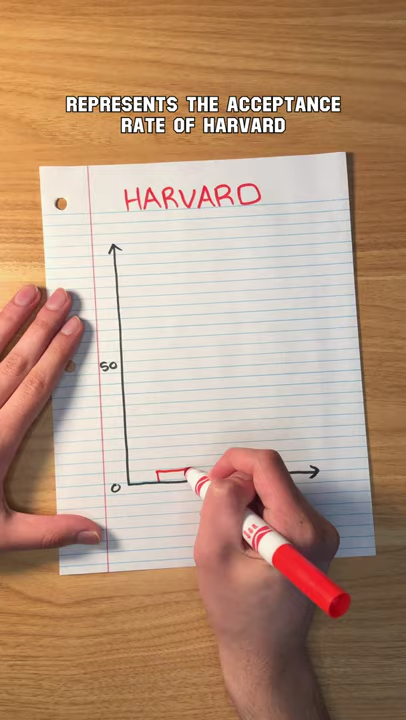 REPRESENTS THE ACCEPTANCE
RATE OF HARVARD
HARVARD
50
0